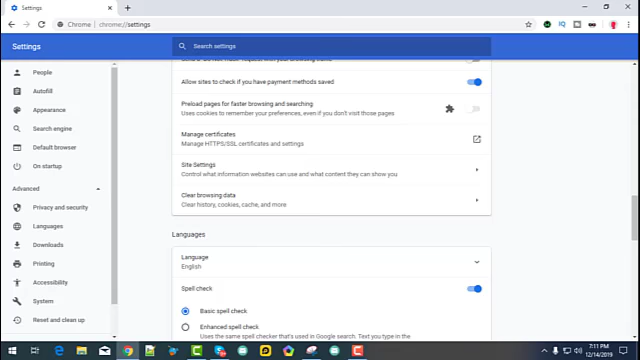 Settings
Chrome | chrome://settings
Settings
Search settings
People
Autofill
Appearance
Search engine
Default browser
On startup
Advanced
Privacy and security
Languages
Downloads
Printing
Accessibility
System
Reset and clean up
Allow sites to check if you have payment methods saved
Preload pages for faster browsing and searching
Uses cookies to remember your preferences, even if you don't visit those pages
Manage certificates
Manage HTTPS/SSL certificates and settings
Site Settings
Control what information websites can use and what content they can show you
Clear browsing data
Clear history, cookies, cache, and more
Languages
Language
English
Spell check
Basic spell check
Enhanced spell check
Uses the same spell checker that's used in Google search. Text you type in the
7:11 PM
12/14/2019